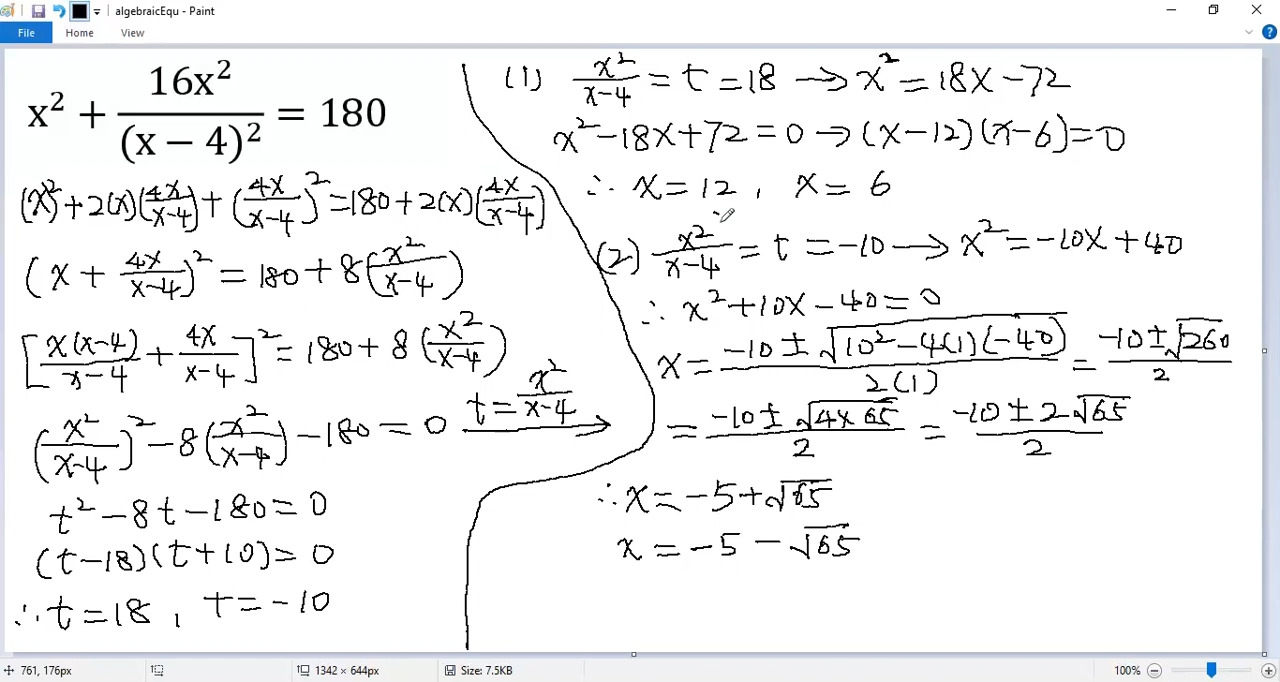 algebraicEqu - Paint
File Home View
x² + 16x²/(x − 4)² = 180
(x)² + 2(x)(4x/(x-4)) + (4x/(x-4))² = 180 + 2(x)(4x/(x-4))
(x + 4x/(x-4))² = 180 + 8(x²/(x-4))
[x(x-4)/(x-4) + 4x/(x-4)]² = 180 + 8(x²/(x-4))
(x²/(x-4))² - 8(x²/(x-4)) - 180 = 0 t = x²/(x-4) →
t² - 8t - 180 = 0
(t - 18)(t + 10) = 0
∴ t = 18, t = -10
(1) x²/(x-4) = t = 18 → x² = 18x - 72
x² - 18x + 72 = 0 → (x - 12)(x - 6) = 0
∴ x = 12, x = 6
(2) x²/(x-4) = t = -10 → x² = -10x + 40
∴ x² + 10x - 40 = 0
x = (-10 ± √(10² - 4(1)(-40)))/2(1) = (-10 ± √260)/2
= (-10 ± √(4×65))/2 = (-10 ± 2√65)/2
∴ x = -5 + √65
x = -5 - √65
761, 176px 1342 × 644px Size: 7.5KB 100%